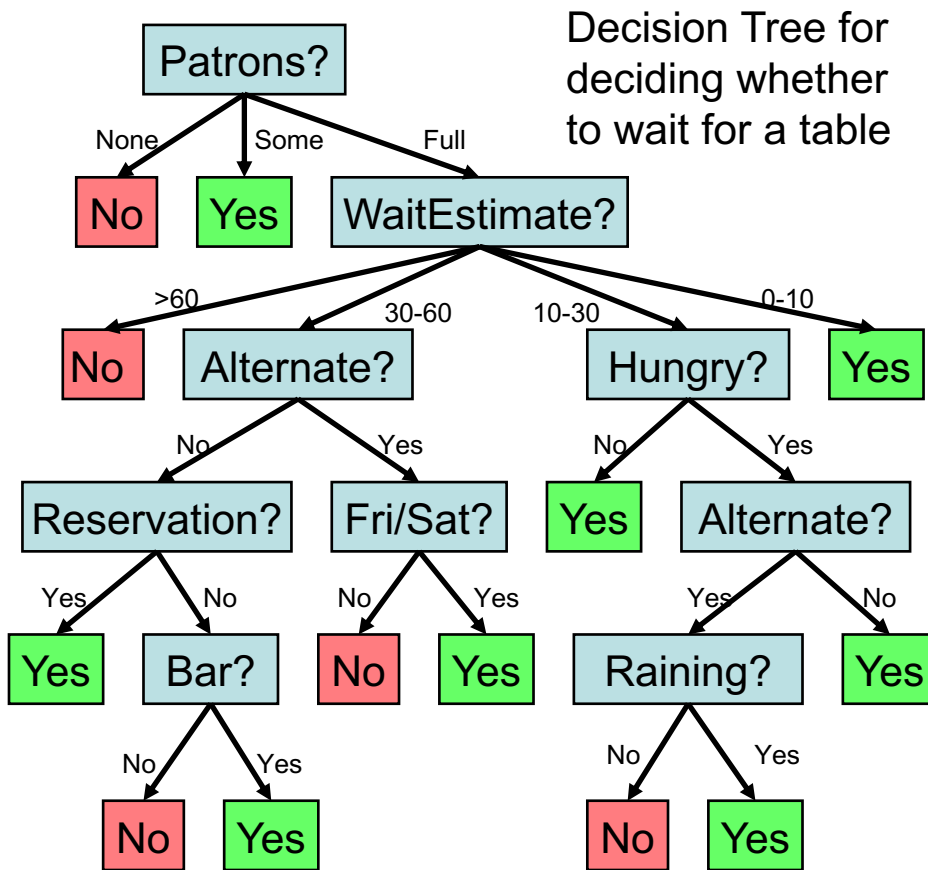 Decision Tree for
deciding whether
to wait for a table
Patrons?
None Some Full
No Yes WaitEstimate?
>60 30-60 10-30 0-10
No Alternate? Hungry? Yes
No Yes No Yes
Reservation? Fri/Sat? Yes Alternate?
Yes No No Yes Yes No
Yes Bar? No Yes Raining? Yes
No Yes No Yes
No Yes No Yes